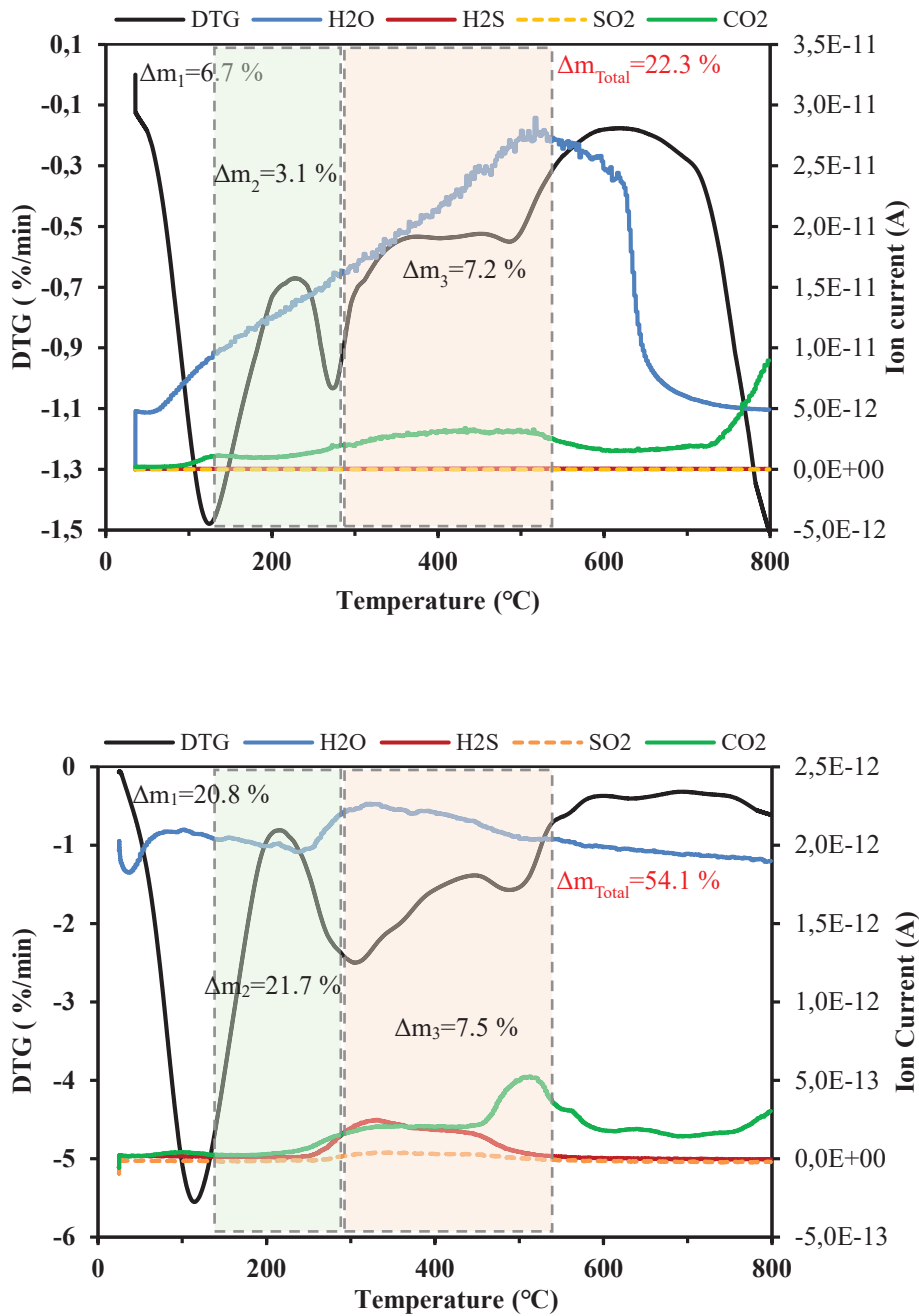 DTG H2O H2S SO2 CO2
0,1
-0,1
-0,3
-0,5
-0,7
-0,9
-1,1
-1,3
-1,5
DTG ( %/min)
Δm1=6.7 %
Δm2=3.1 %
Δm3=7.2 %
ΔmTotal=22.3 %
3,5E-11
3,0E-11
2,5E-11
2,0E-11
1,5E-11
1,0E-11
5,0E-12
0,0E+00
-5,0E-12
Ion current (A)
0 200 400 600 800
Temperature (°C)
DTG H2O H2S SO2 CO2
0
-1
-2
-3
-4
-5
-6
DTG ( %/min)
Δm1=20.8 %
Δm2=21.7 %
Δm3=7.5 %
ΔmTotal=54.1 %
2,5E-12
2,0E-12
1,5E-12
1,0E-12
5,0E-13
0,0E+00
-5,0E-13
Ion Current (A)
0 200 400 600 800
Temperature (°C)